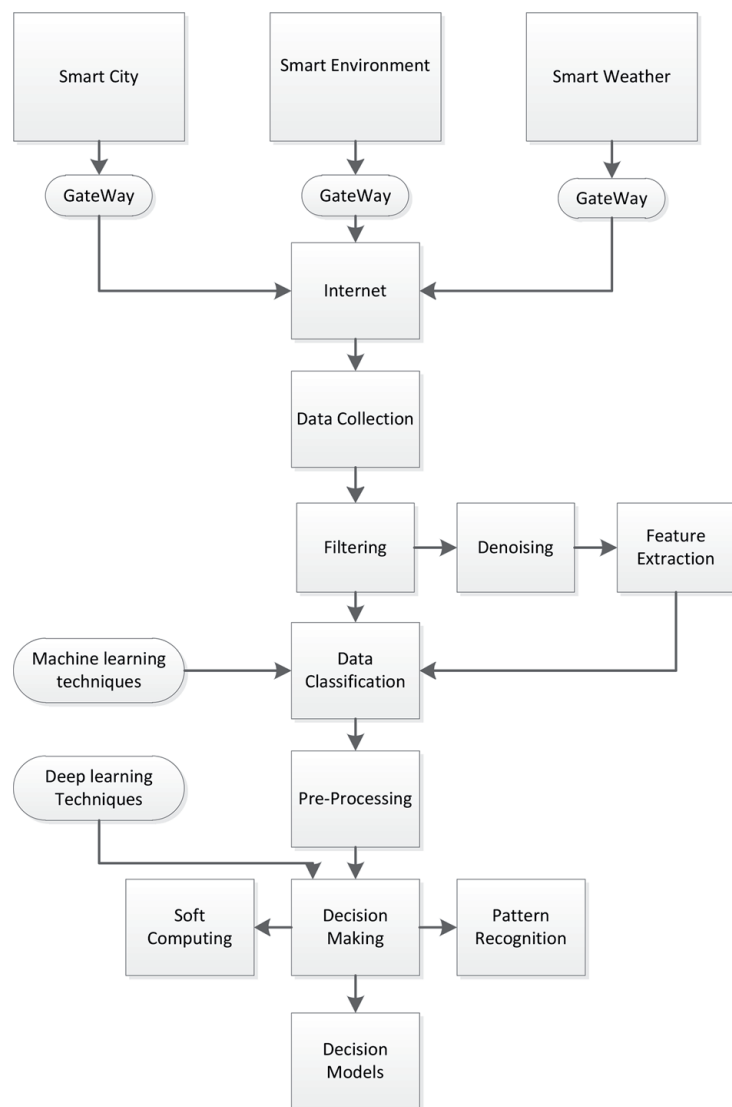 Smart City
Smart Environment
Smart Weather
GateWay
GateWay
GateWay
Internet
Data Collection
Filtering
Denoising
Feature
Extraction
Machine learning
techniques
Data
Classification
Deep learning
Techniques
Pre-Processing
Soft
Computing
Decision
Making
Pattern
Recognition
Decision
Models